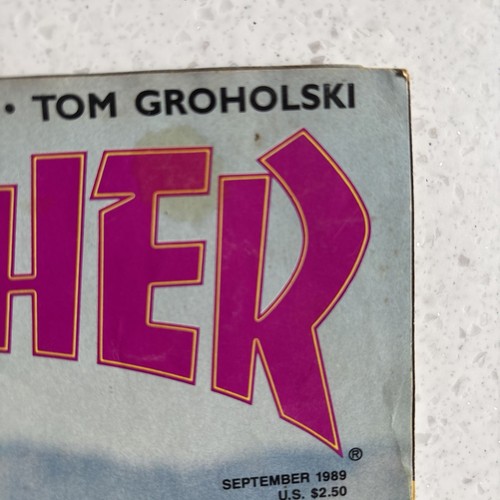 • TOM GROHOLSKI
HER®
SEPTEMBER 1989
U.S. $2.50